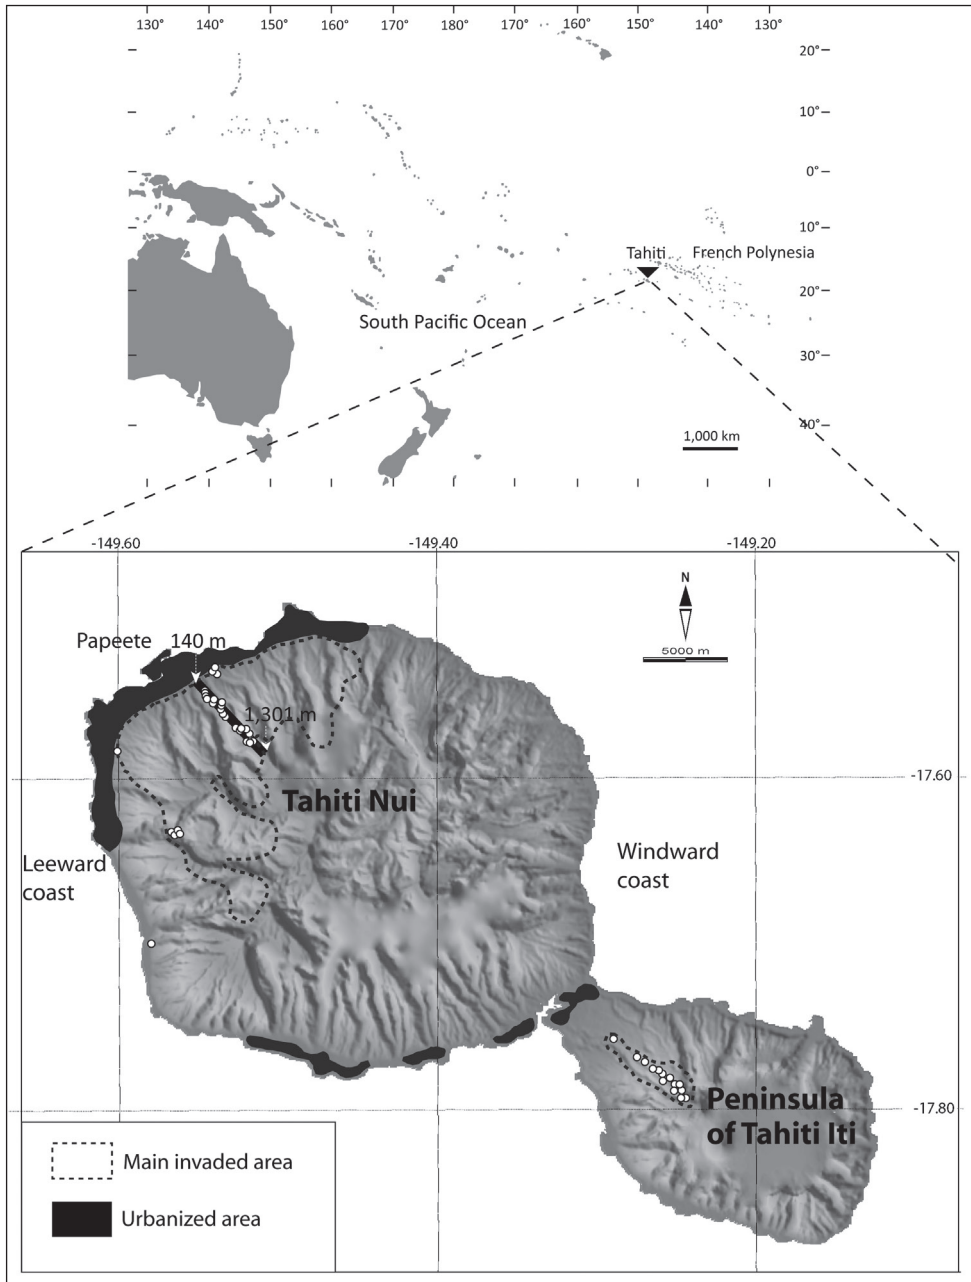 130° 140° 150° 160° 170° 180° 170° 160° 150° 140° 130°
20°
10°
0°
10°
Tahiti French Polynesia
20°
South Pacific Ocean
30°
40°
1,000 km
-149.60 -149.40 -149.20
N
5000 m
Papeete 140 m
1,301 m
-17.60
Tahiti Nui
Leeward
coast
Windward
coast
Peninsula
of Tahiti Iti
-17.80
Main invaded area
Urbanized area